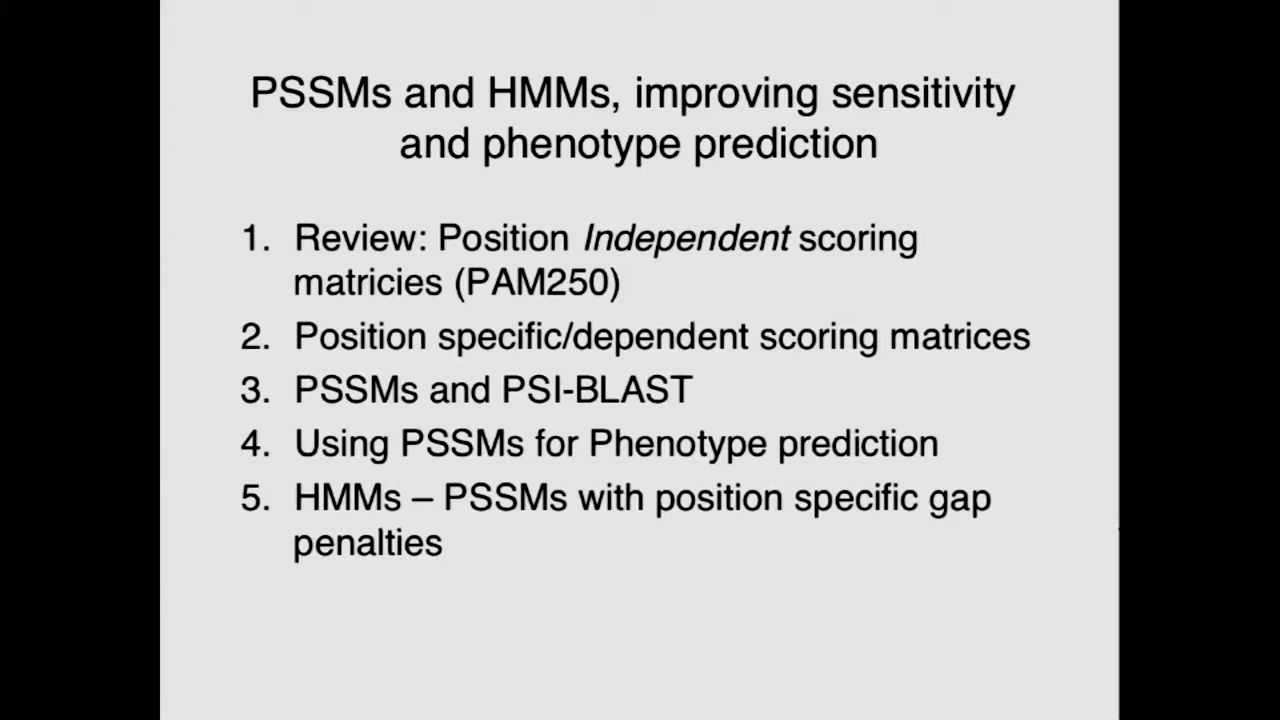 PSSMs and HMMs, improving sensitivity
and phenotype prediction
1. Review: Position Independent scoring
matricies (PAM250)
2. Position specific/dependent scoring matrices
3. PSSMs and PSI-BLAST
4. Using PSSMs for Phenotype prediction
5. HMMs – PSSMs with position specific gap
penalties